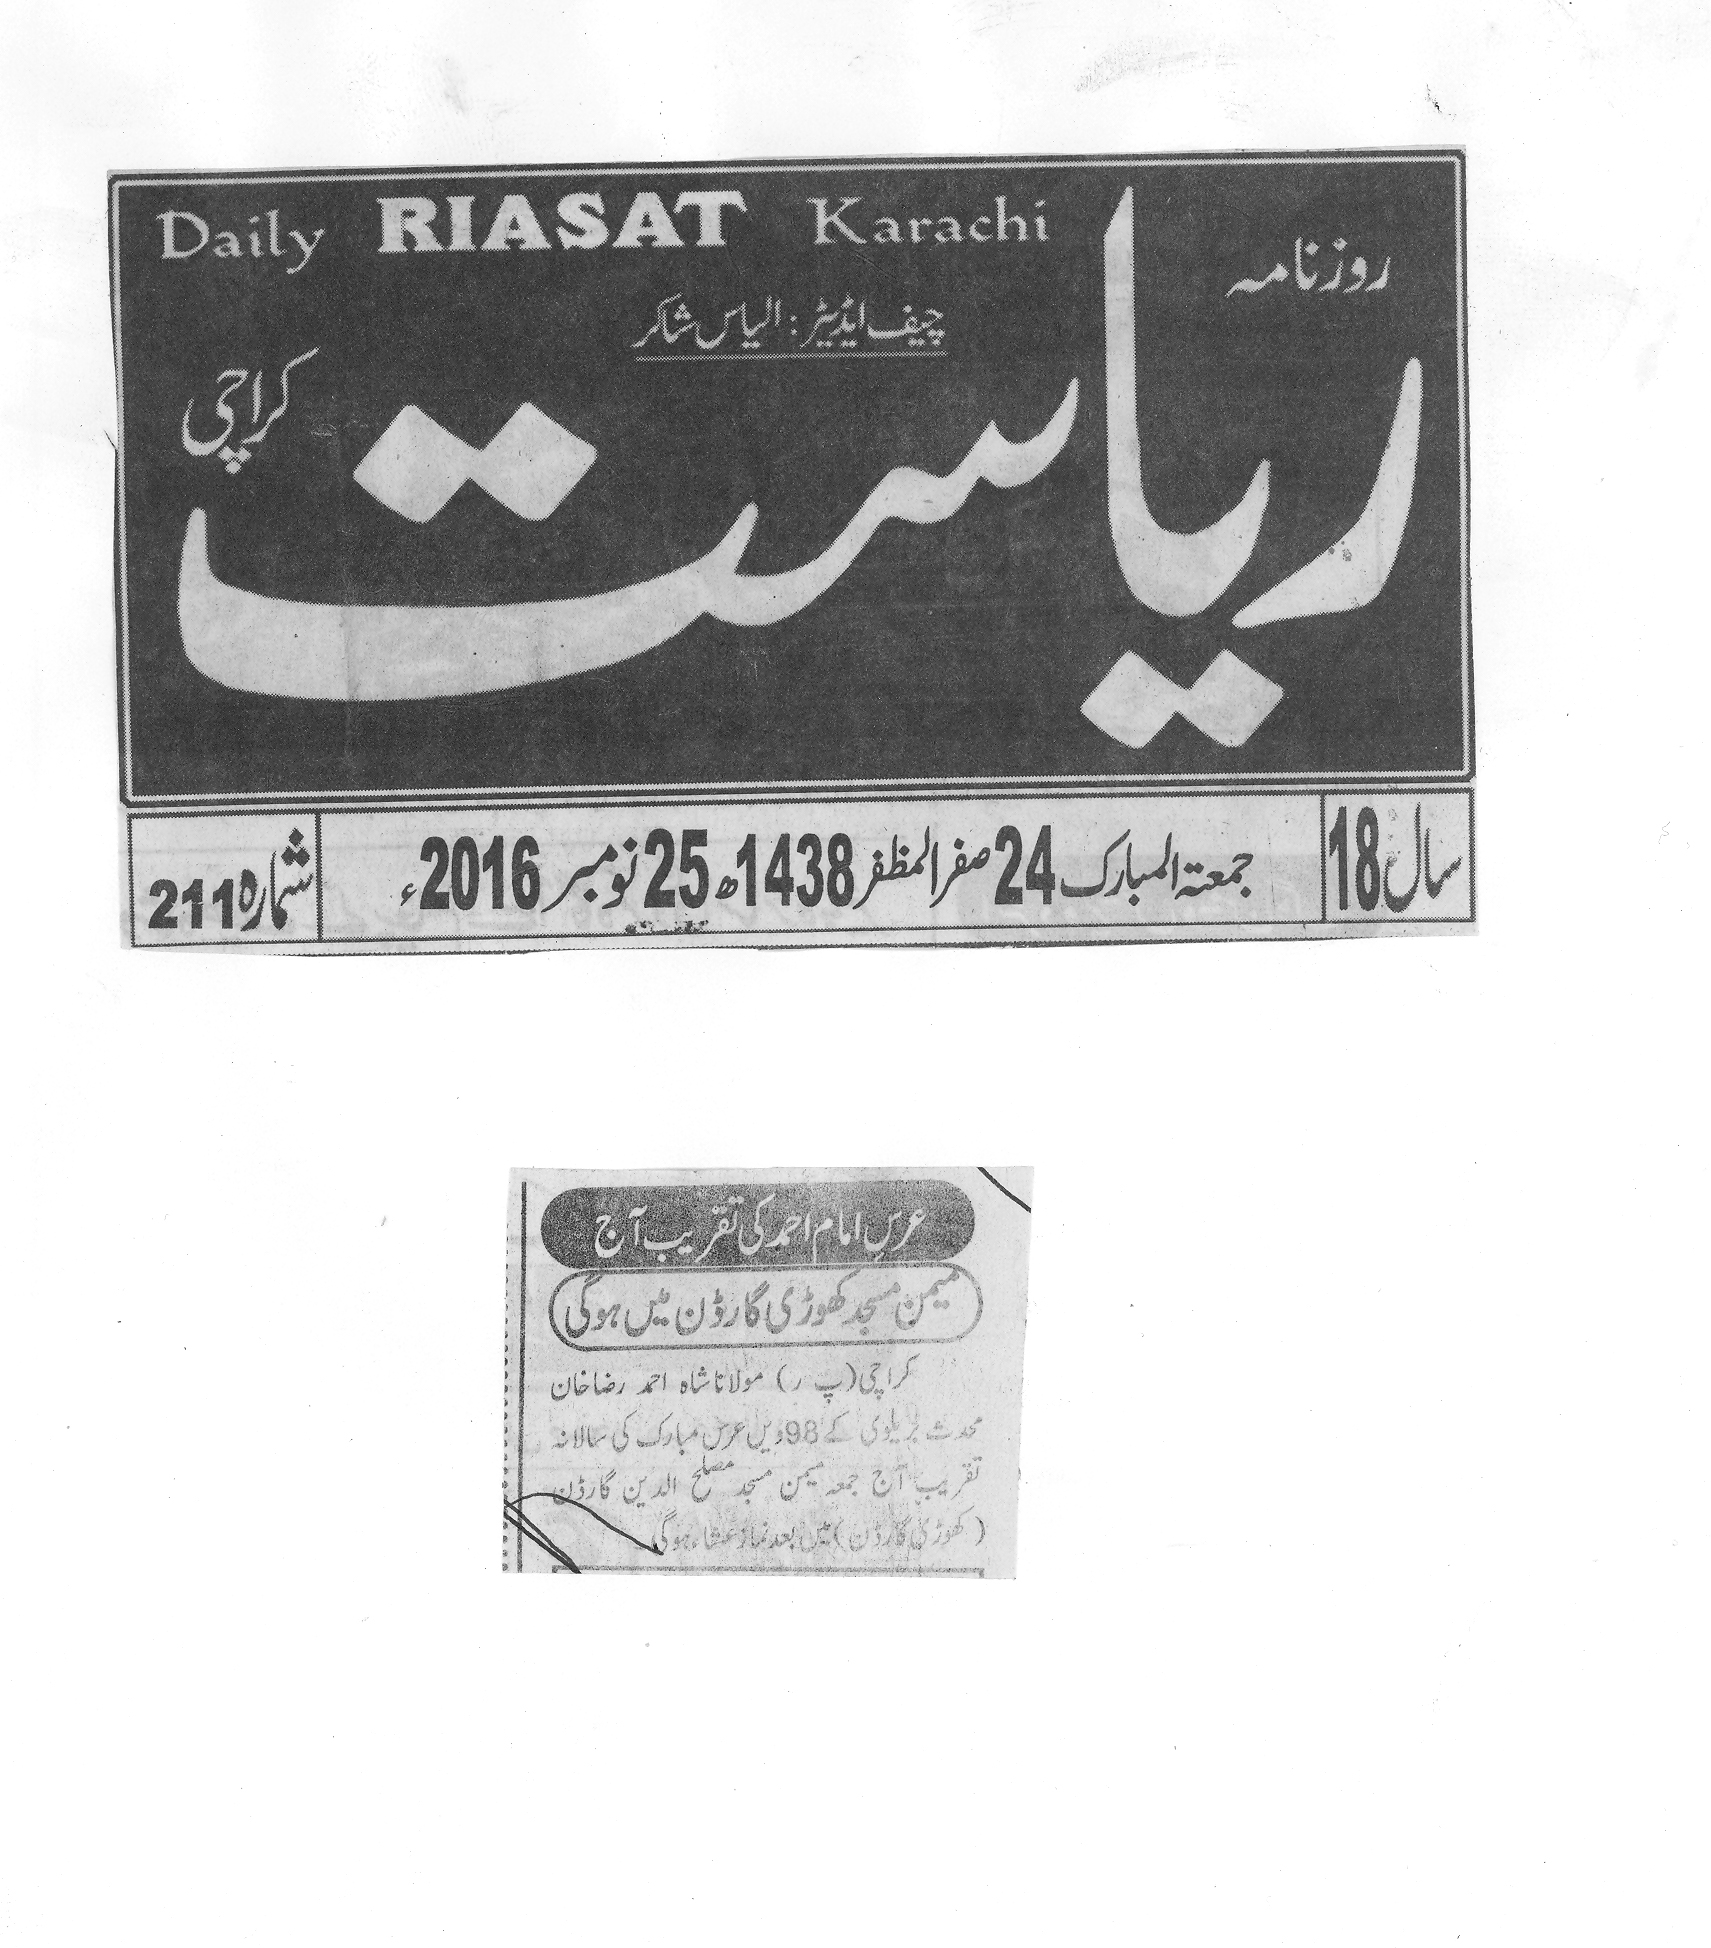 Daily RIASAT Karachi
روزنامہ
چیف ایڈیٹر: الیاس شاکر
ریاست
کراچی
سال 18
جمعتہ المبارک 24 صفر المظفر 1438ھ 25 نومبر 2016ء
شمارہ 211
عرس امام احمد کی تقریب آج
میمن مسجد کھوڑی گارڈن میں ہوگی
کراچی (پ ر) مولانا شاہ احمد رضا خان
محدث بریلوی کے 98 ویں عرس مبارک کی سالانہ
تقریب آج جمعہ میمن مسجد مصلح الدین گارڈن
(کھوڑی گارڈن) میں بعد نماز عشاء ہوگی